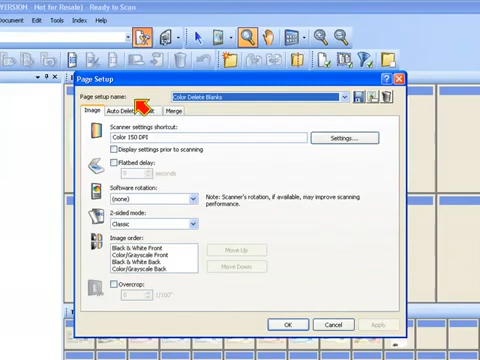 VERSION - Not for Resale) - Ready to Scan
Document Edit Tools Index Help
Page Setup
Page setup name:
Color Delete Blanks
Image Auto Delete Merge
Scanner settings shortcut:
Color 150 DPI
Settings...
Display settings prior to scanning
Flatbed delay:
0 seconds
Software rotation:
(none)
Note: Scanner's rotation, if available, may improve scanning
performance.
2-sided mode:
Classic
Image order:
Black & White Front
Color/Grayscale Front
Black & White Back
Color/Grayscale Back
Move Up
Move Down
Overcrop:
0 1/100"
OK Cancel Apply